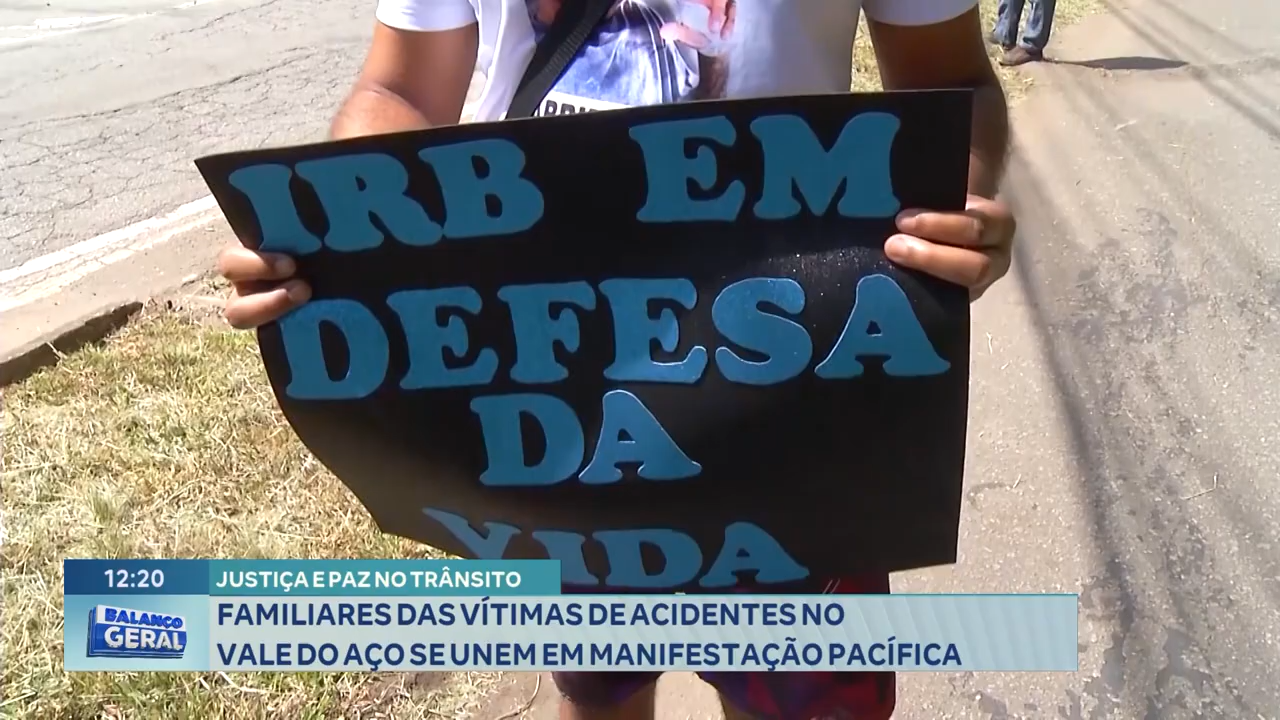 IRB EM
DEFESA
DA
VIDA
12:20
JUSTIÇA E PAZ NO TRÂNSITO
BALANÇO
GERAL
FAMILIARES DAS VÍTIMAS DE ACIDENTES NO
VALE DO AÇO SE UNEM EM MANIFESTAÇÃO PACÍFICA